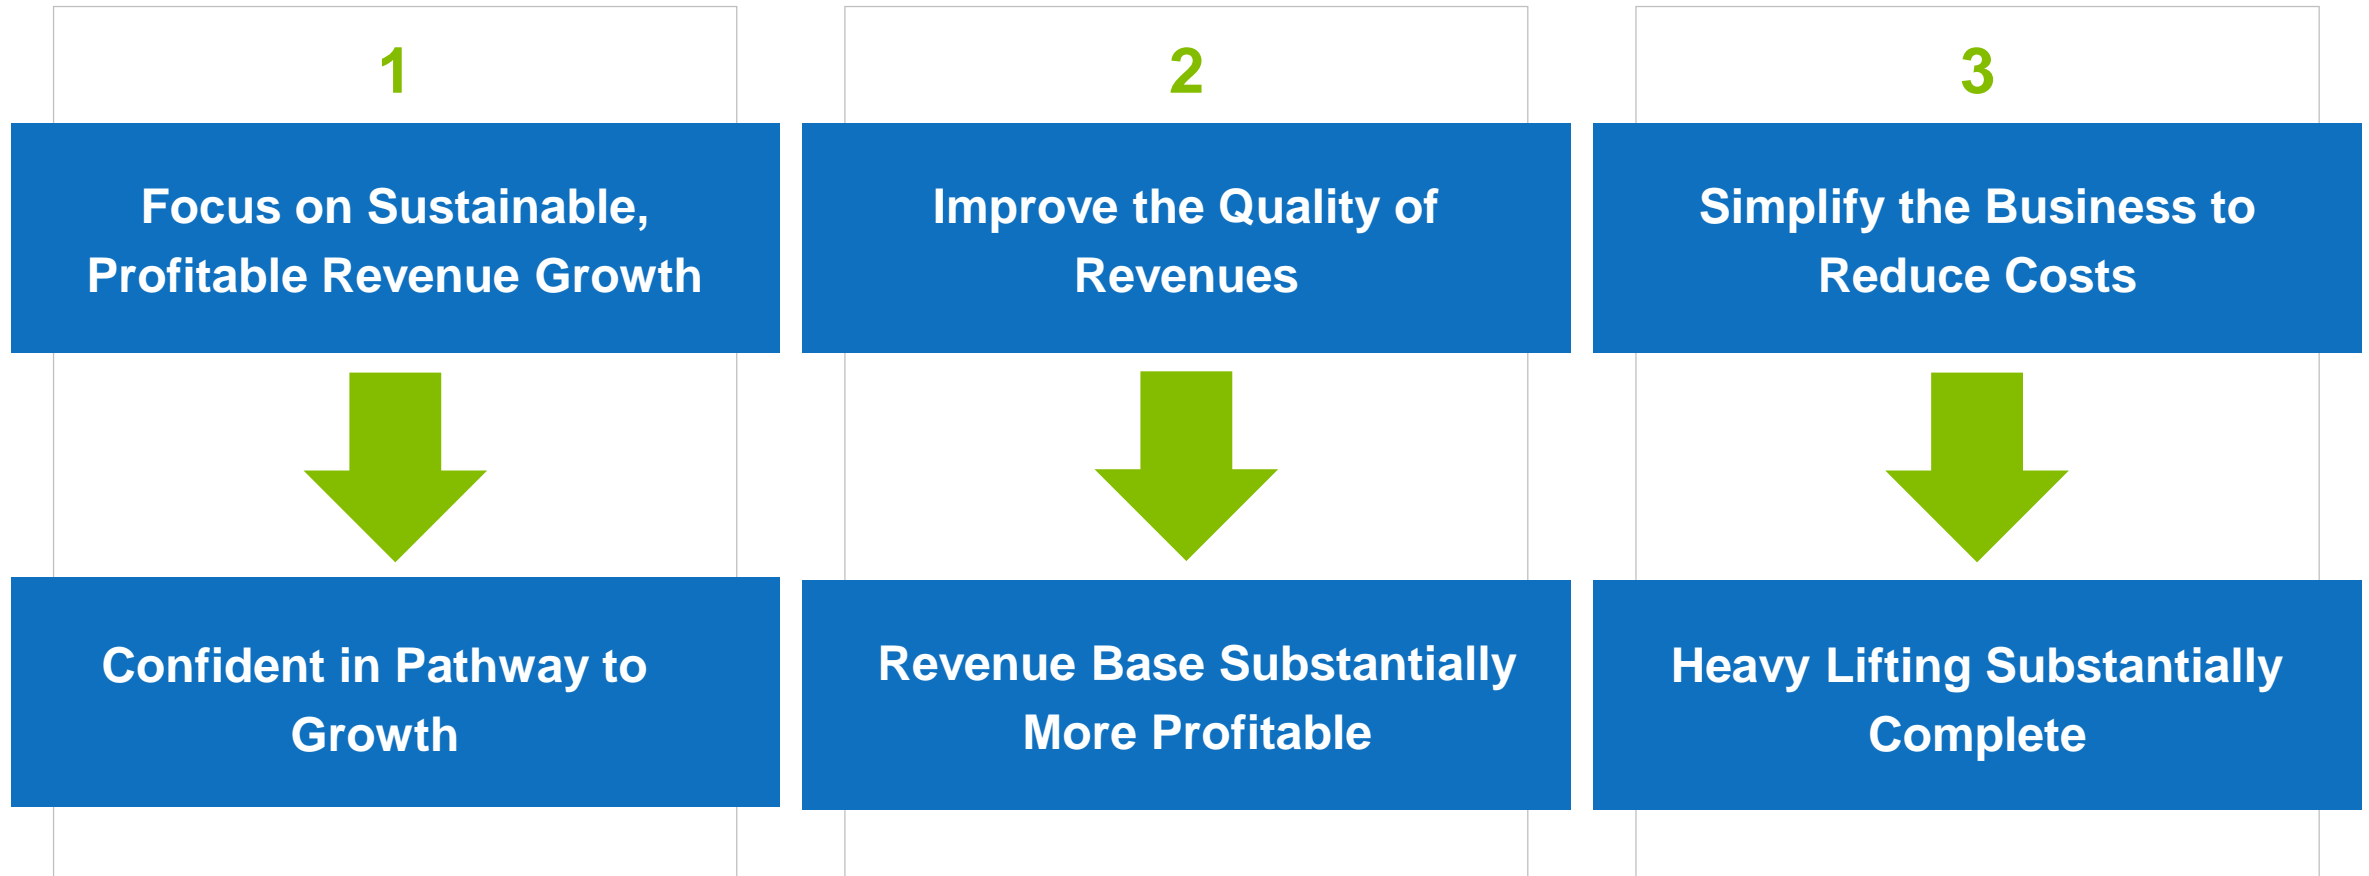 1
Focus on Sustainable,
Profitable Revenue Growth
Confident in Pathway to
Growth
2
Improve the Quality of
Revenues
Revenue Base Substantially
More Profitable
3
Simplify the Business to
Reduce Costs
Heavy Lifting Substantially
Complete